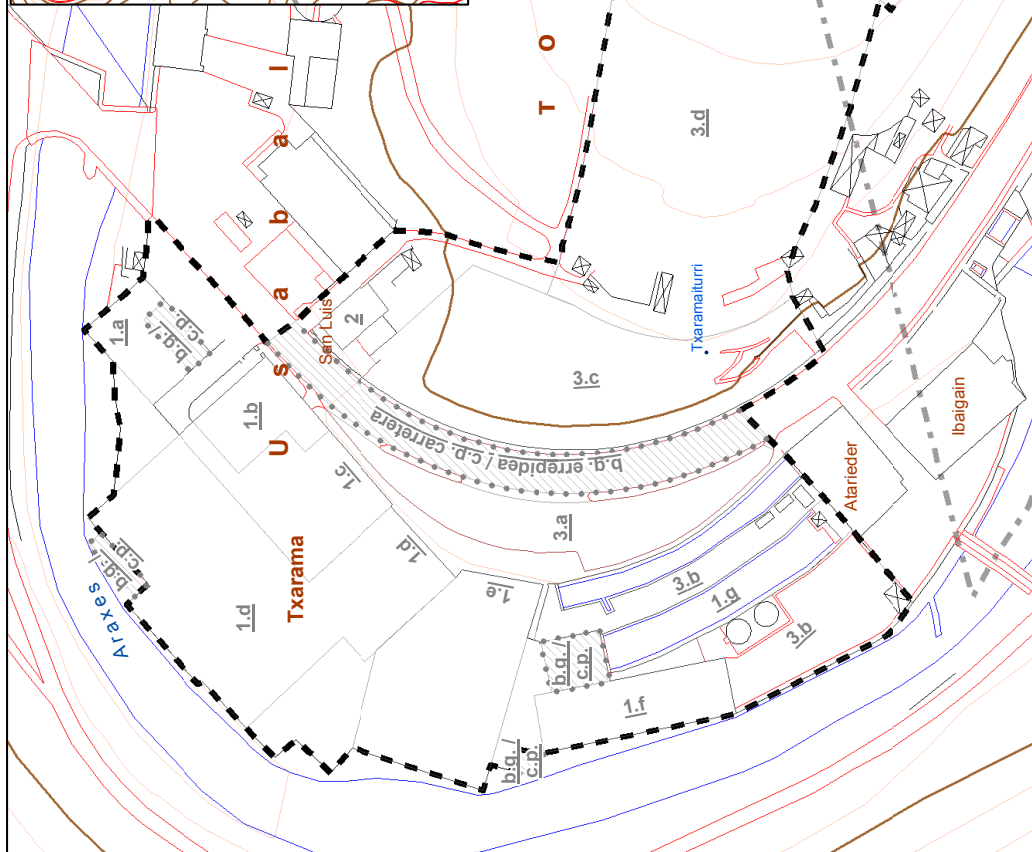 T O
U s a b a l
3.d
1.a
b.g. /
c.p.
San Luis
2
Txaramaiturri
3.c
1.b
b.g. errepidea / c.p. carretera
1.c
Ibaigain
Atarieder
3.a
1.d
b.g. /
c.p.
Araxes
1.d
Txarama
1.e
3.b
1.g
b.g. /
c.p.
3.b
1.f
b.g. /
c.p.